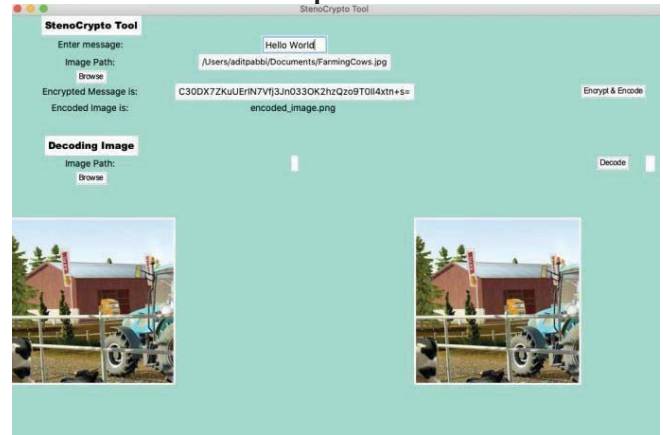 StenoCrypto Tool
StenoCrypto Tool
Enter message: Hello World
Image Path: /Users/aditpabbi/Documents/FarmingCows.jpg
Browse
Encrypted Message is: C30DX7ZKuUErIN7Vfj3Jn033OK2hzQzo9T0Il4xtn+s= Encrypt & Encode
Encoded Image is: encoded_image.png
Decoding Image
Image Path: Decode
Browse